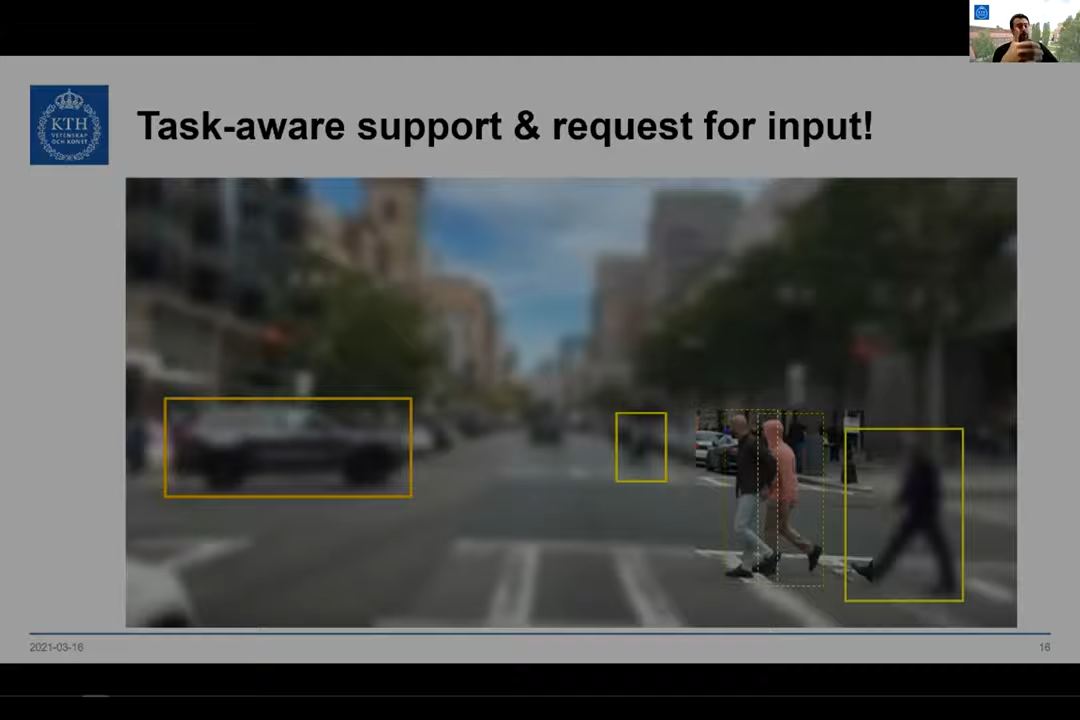 Task-aware support & request for input!
KTH
VETENSKAP
OCH KONST
2021-03-16
16